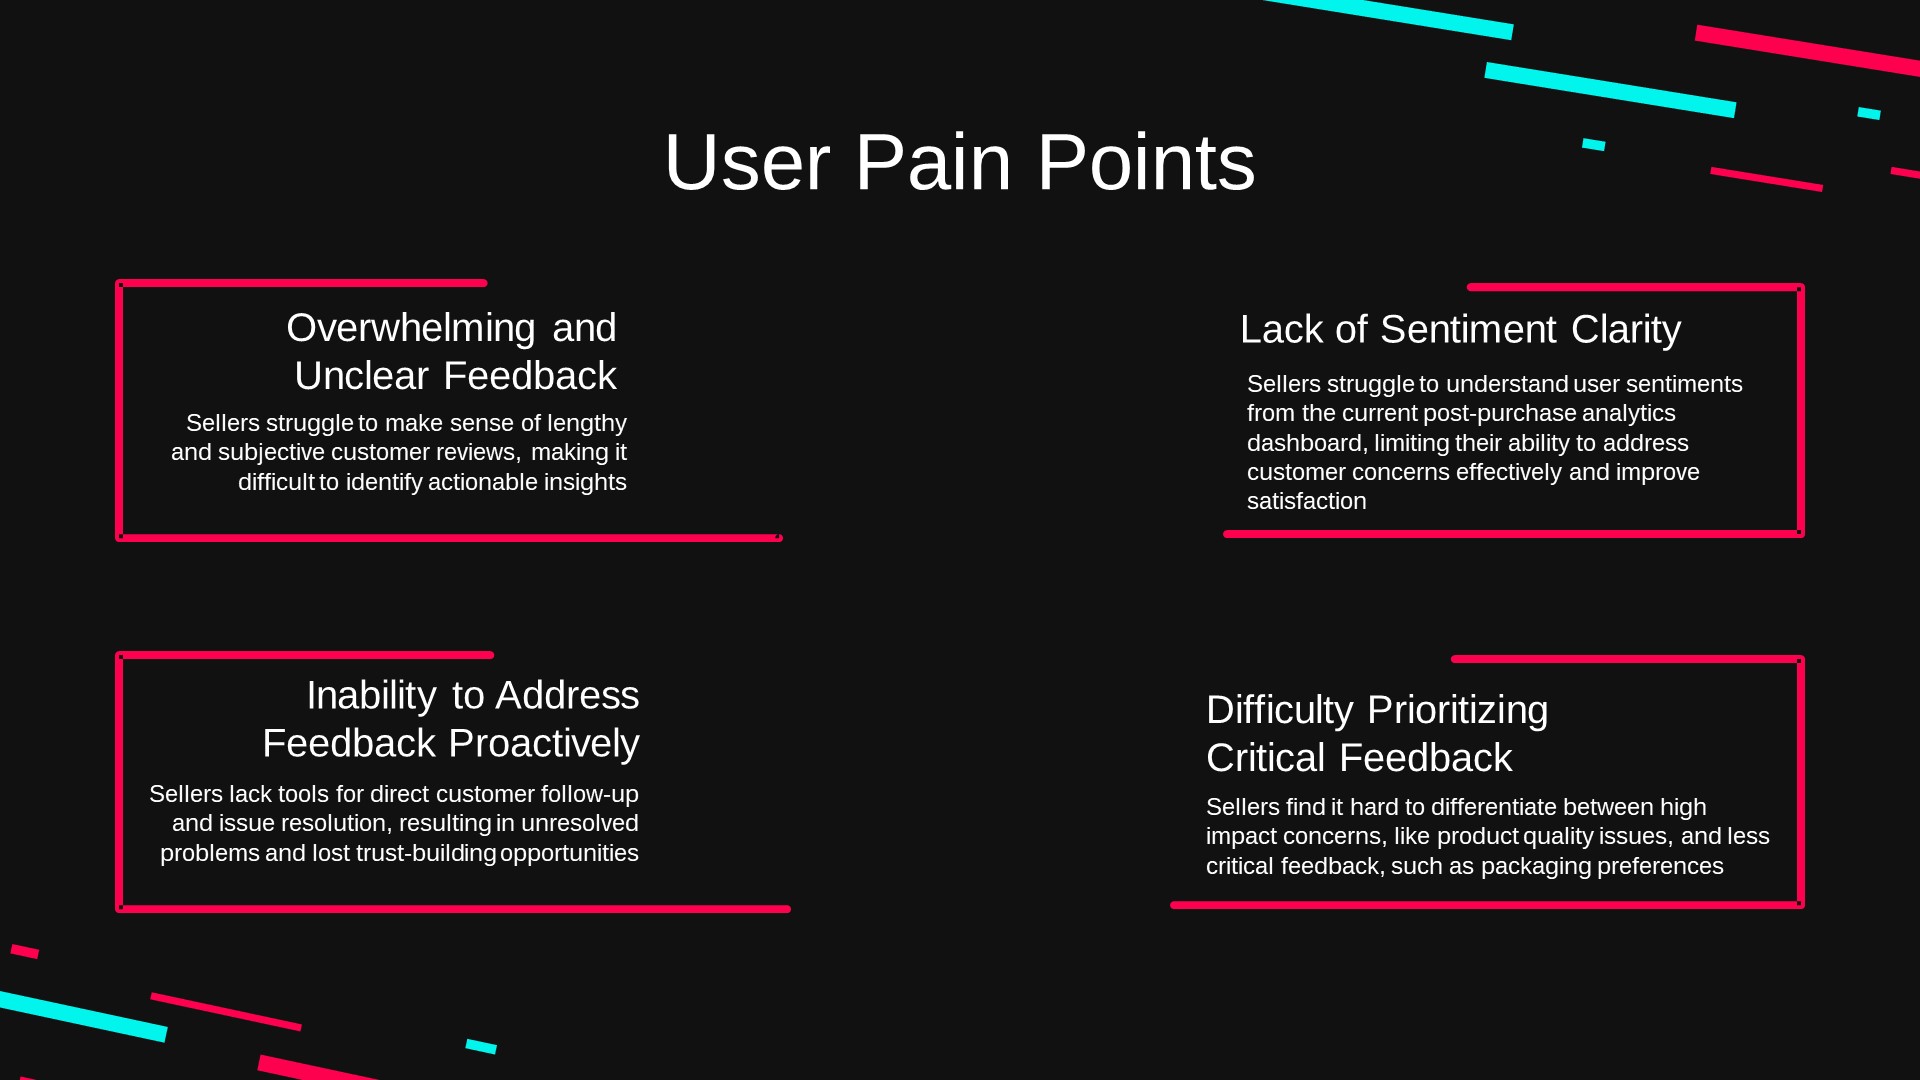 User Pain Points
Overwhelming and
Unclear Feedback
Sellers struggle to make sense of lengthy
and subjective customer reviews, making it
difficult to identify actionable insights
Lack of Sentiment Clarity
Sellers struggle to understand user sentiments
from the current post-purchase analytics
dashboard, limiting their ability to address
customer concerns effectively and improve
satisfaction
Inability to Address
Feedback Proactively
Sellers lack tools for direct customer follow-up
and issue resolution, resulting in unresolved
problems and lost trust-building opportunities
Difficulty Prioritizing
Critical Feedback
Sellers find it hard to differentiate between high
impact concerns, like product quality issues, and less
critical feedback, such as packaging preferences